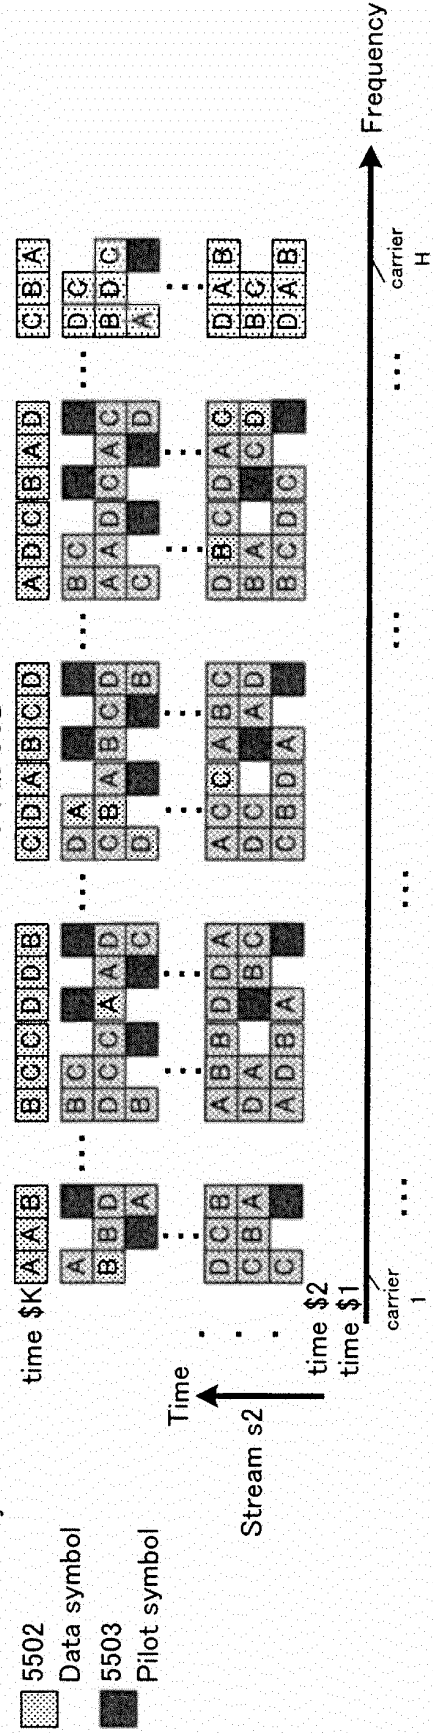 5502
Data symbol
5503
Pilot symbol
time $K
A A B ... B C C D D B ... C D A B C D ... A D C B A D ... C B A
A B C D A B C D C
B B D D C C A A D C B A B C D A A D C A C B D C
A B C D B C D A
D C B A B B D D A A C C A B C D B C D A C D A B
C B A D A B C D C A D B A C D B C
C A D B A C B D A B C D C D A B
Time
Stream s2
time $2
time $1
carrier
1
carrier
H
Frequency